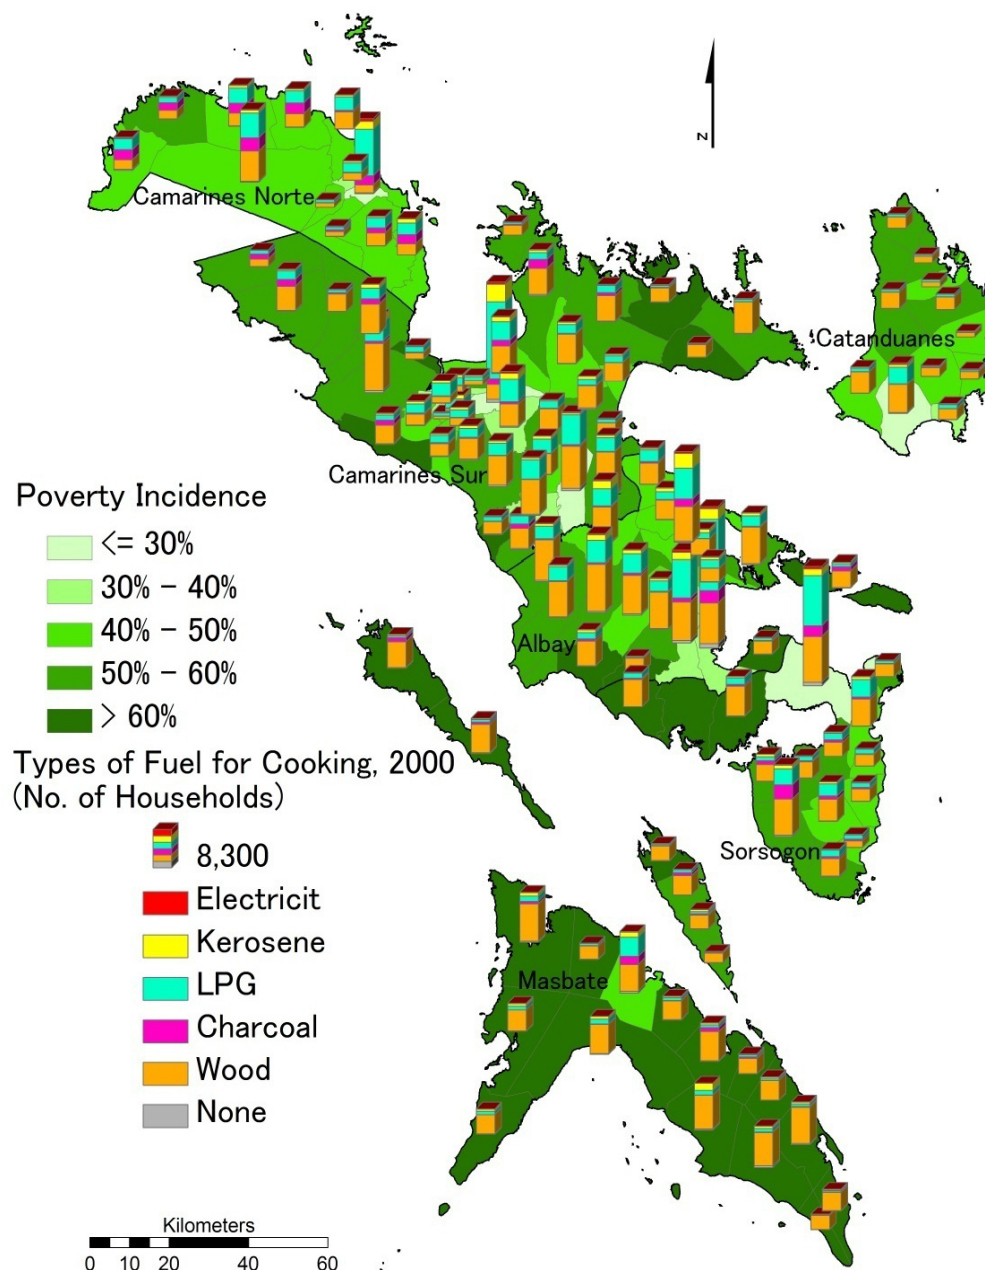 N
Camarines Norte
Catanduanes
Camarines Sur
Poverty Incidence
<= 30%
30% - 40%
40% - 50%
50% - 60%
> 60%
Albay
Types of Fuel for Cooking, 2000
(No. of Households)
8,300
Electricit
Kerosene
LPG
Charcoal
Wood
None
Sorsogon
Masbate
Kilometers
0 10 20 40 60